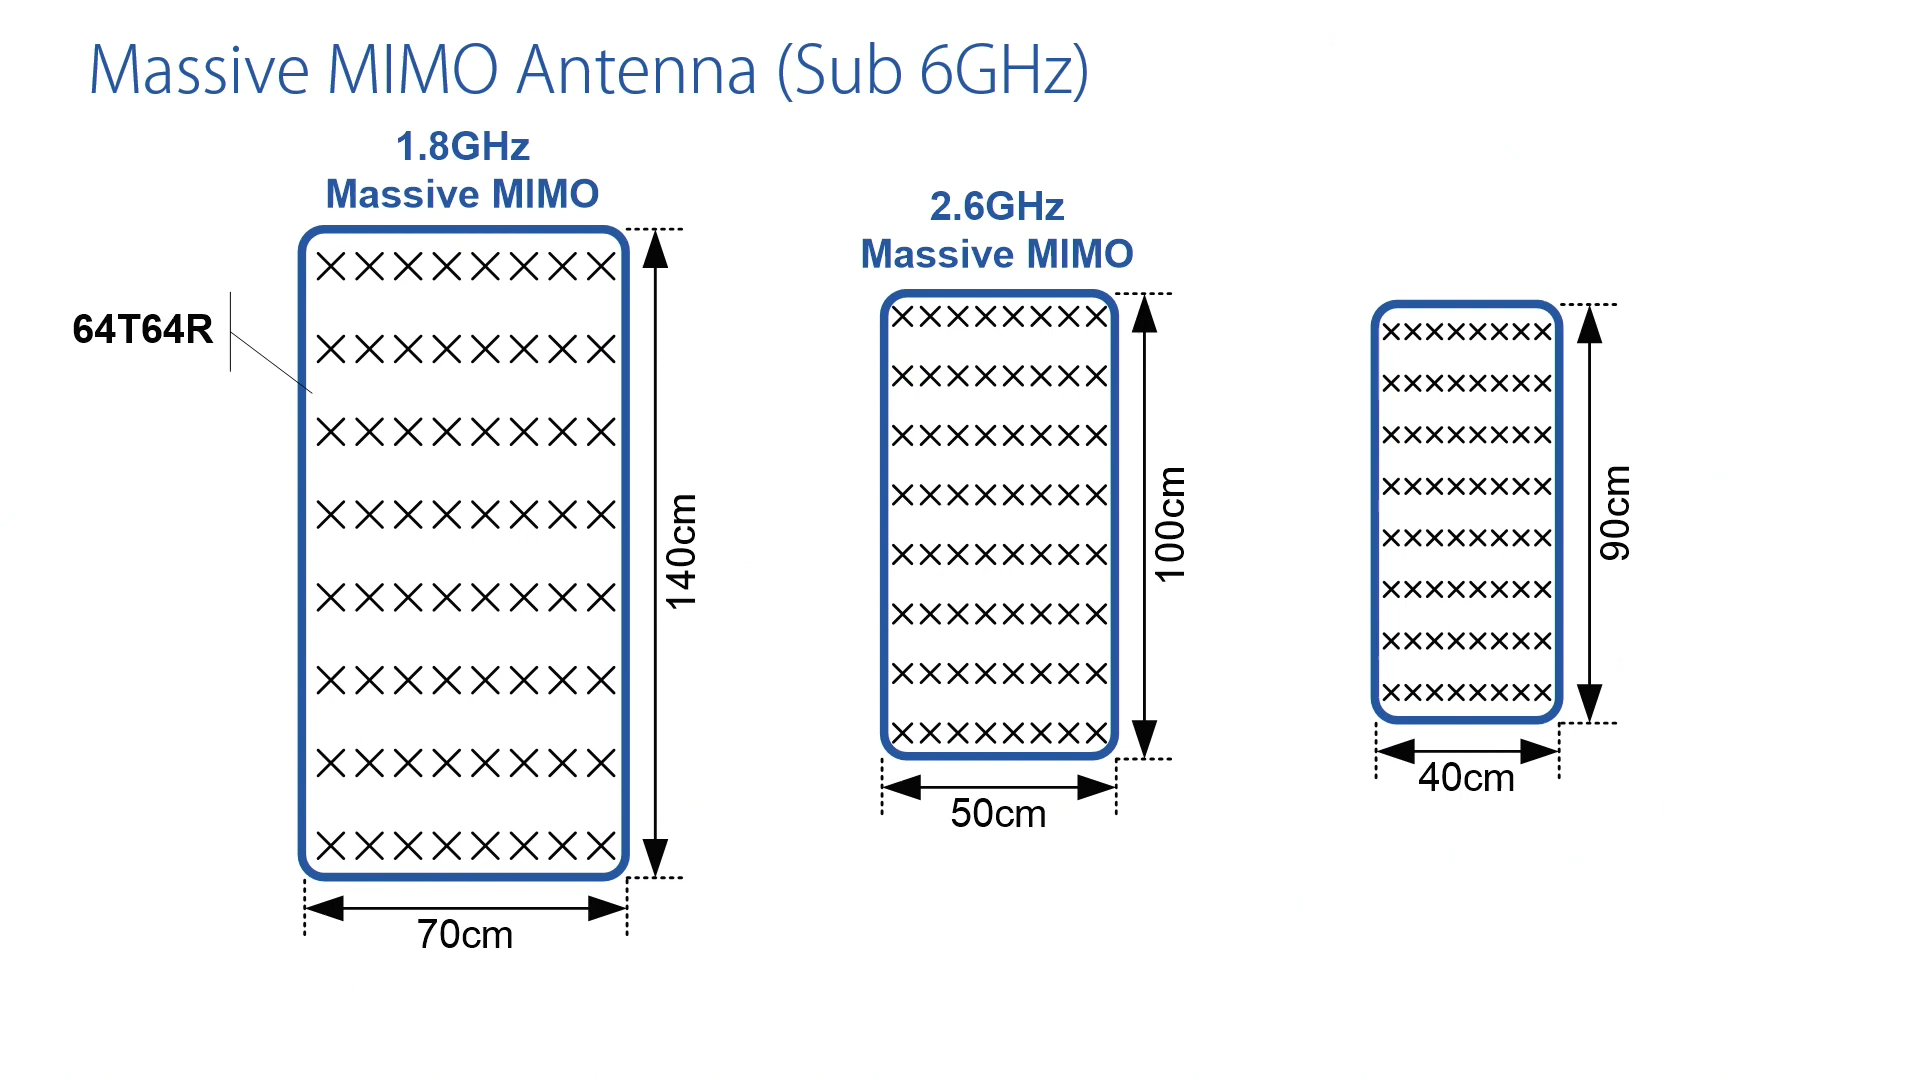 Massive MIMO Antenna (Sub 6GHz)
1.8GHz
Massive MIMO
64T64R
140cm
70cm
2.6GHz
Massive MIMO
100cm
50cm
90cm
40cm